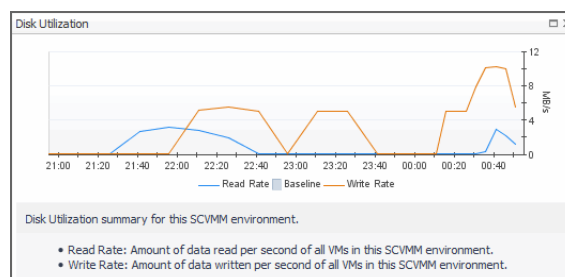 Disk Utilization
12
8
4
0
MB/s
21:00 21:20 21:40 22:00 22:20 22:40 23:00 23:20 23:40 00:00 00:20 00:40
Read Rate Baseline Write Rate
Disk Utilization summary for this SCVMM environment.
• Read Rate: Amount of data read per second of all VMs in this SCVMM environment.
• Write Rate: Amount of data written per second of all VMs in this SCVMM environment.